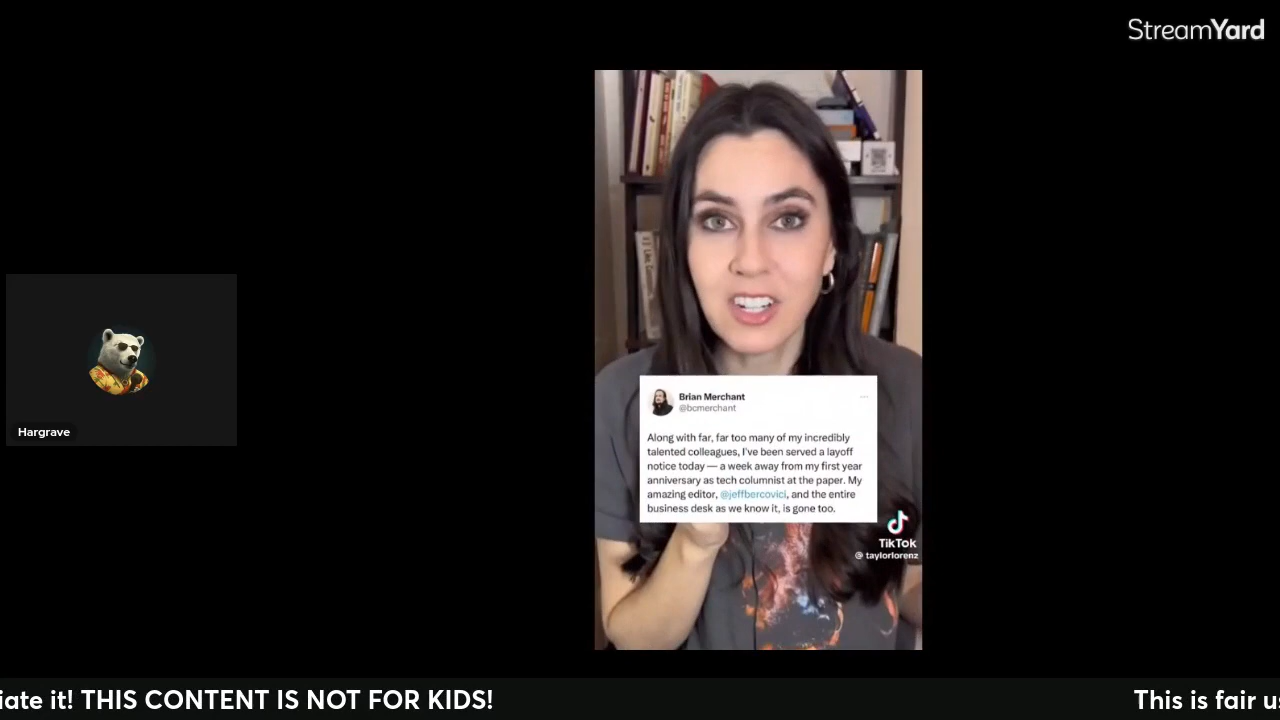 StreamYard
Brian Merchant
@bcmerchant
Along with far, far too many of my incredibly
talented colleagues, I've been served a layoff
notice today — a week away from my first year
anniversary as tech columnist at the paper. My
amazing editor, @jeffbercovici, and the entire
business desk as we know it, is gone too.
TikTok
@ taylorlorenz
Hargrave
iate it! THIS CONTENT IS NOT FOR KIDS!
This is fair us